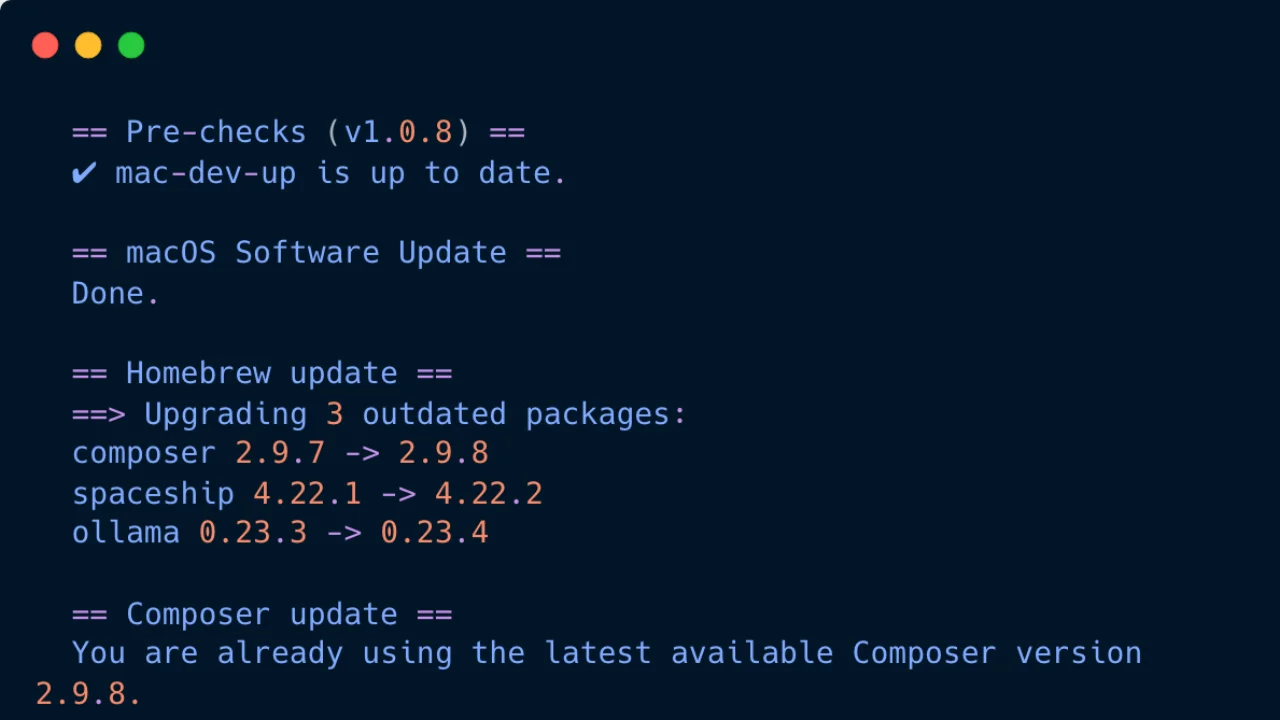 == Pre-checks (v1.0.8) ==
✔ mac-dev-up is up to date.
== macOS Software Update ==
Done.
== Homebrew update ==
==> Upgrading 3 outdated packages:
composer 2.9.7 -> 2.9.8
spaceship 4.22.1 -> 4.22.2
ollama 0.23.3 -> 0.23.4
== Composer update ==
You are already using the latest available Composer version
2.9.8.